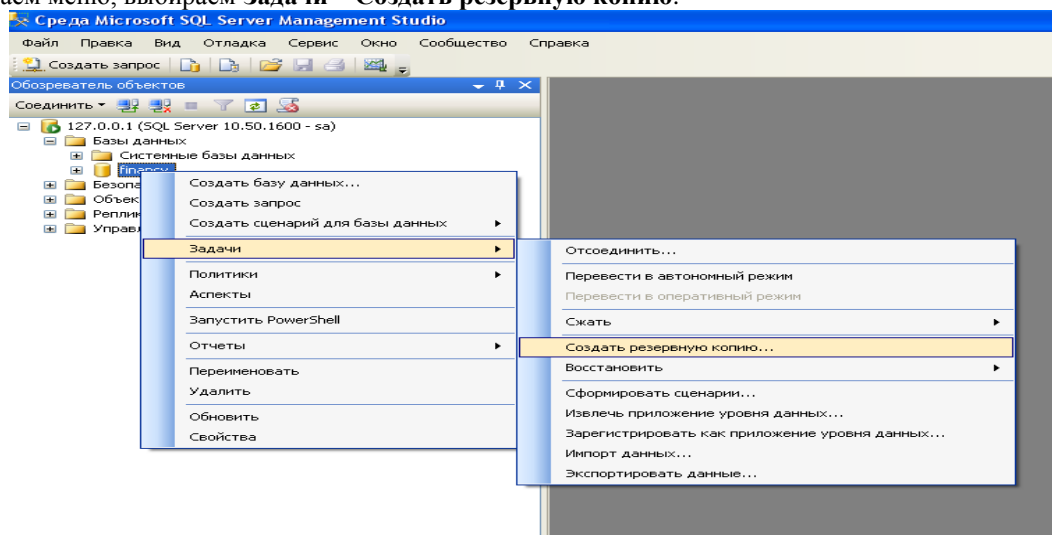 аем меню, выбираем Задачи – Создать резервную копию.
Среда Microsoft SQL Server Management Studio
Файл Правка Вид Отладка Сервис Окно Сообщество Справка
Создать запрос
Обозреватель объектов
Соединить
127.0.0.1 (SQL Server 10.50.1600 - sa)
Базы данных
Системные базы данных
Безопа
Объек
Реплик
Управл
Создать базу данных...
Создать запрос
Создать сценарий для базы данных
Задачи
Политики
Аспекты
Запустить PowerShell
Отчеты
Переименовать
Удалить
Обновить
Свойства
Отсоединить...
Перевести в автономный режим
Перевести в оперативный режим
Сжать
Создать резервную копию...
Восстановить
Сформировать сценарии...
Извлечь приложение уровня данных...
Зарегистрировать как приложение уровня данных...
Импорт данных...
Экспортировать данные...